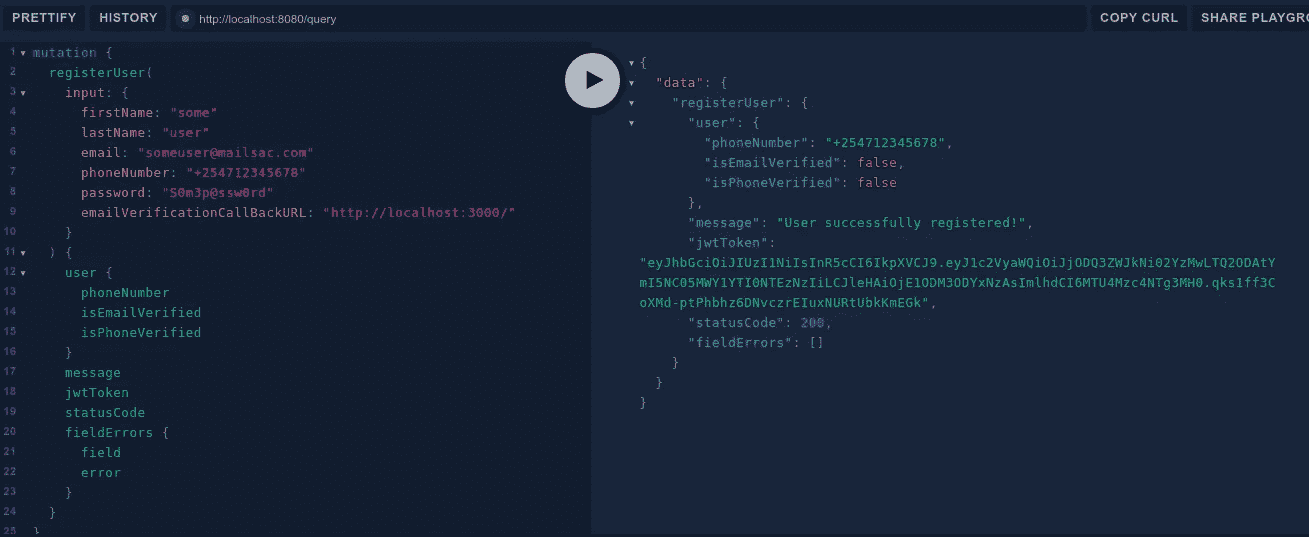 PRETTIFY HISTORY http://localhost:8080/query COPY CURL SHARE PLAYGRO
1 mutation {
2 registerUser(
3 input: {
4 firstName: "some"
5 lastName: "user"
6 email: "someuser@mailsac.com"
7 phoneNumber: "+254712345678"
8 password: "S0m3p@ssw0rd"
9 emailVerificationCallBackURL: "http://localhost:3000/"
10 }
11 ) {
12 user {
13 phoneNumber
14 isEmailVerified
15 isPhoneVerified
16 }
17 message
18 jwtToken
19 statusCode
20 fieldErrors {
21 field
22 error
23 }
24 }
25 }
{
"data": {
"registerUser": {
"user": {
"phoneNumber": "+254712345678",
"isEmailVerified": false,
"isPhoneVerified": false
},
"message": "User successfully registered!",
"jwtToken":
"eyJhbGciOiJIUzI1NiIsInR5cCI6IkpXVCJ9.eyJ1c2VyaWQiOiJjODQ3ZWJkNi02YzMwLTQ2ODAtY
mI5NC05MWY1YTI0NTEzNzIiLCJleHAiOjE1ODM3ODYxNzAsImlhdCI6MTU4Mzc4NTg3MH0.qks1ff3C
oXMd-ptPhbhz6DNvczrEIuxNURtUbkKmEGk",
"statusCode": 200,
"fieldErrors": []
}
}
}